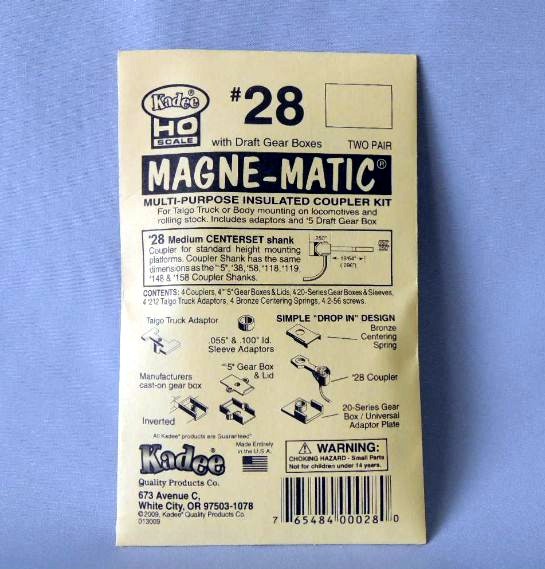 Kadee®
HO
SCALE
#28
with Draft Gear Boxes
TWO PAIR
MAGNE-MATIC®
MULTI-PURPOSE INSULATED COUPLER KIT
For Talgo Truck or Body mounting on locomotives and
rolling stock. Includes adaptors and #5 Draft Gear Box
#28 Medium CENTERSET shank
Coupler for standard height mounting
platforms. Coupler Shank has the same
dimensions as the #5, #38, #58, #118, #119,
#148 & #158 Coupler Shanks.
.250"
CONTENTS: 4 Couplers, 4 #5 Gear Boxes & Lids, 4 20-Series Gear Boxes & Sleeves,
4 #212 Talgo Truck Adaptors, 4 Bronze Centering Springs, 4 2-56 screws.
Talgo Truck Adaptor
.055" & .100" Id.
Sleeve Adaptors
SIMPLE "DROP IN" DESIGN
Bronze
Centering
Spring
#5 Gear Box
& Lid
Manufacturers
cast-on gear box
#28 Coupler
Inverted
20-Series Gear
Box / Universal
Adaptor Plate
All Kadee® products are Guaranteed
Made Entirely
in the U.S.A.
Kadee®
Quality Products Co.
673 Avenue C,
White City, OR 97503-1078
©2009, Kadee® Quality Products Co.
013009
WARNING:
CHOKING HAZARD - Small Parts
Not for children under 14 years.
7 65484 00028 0